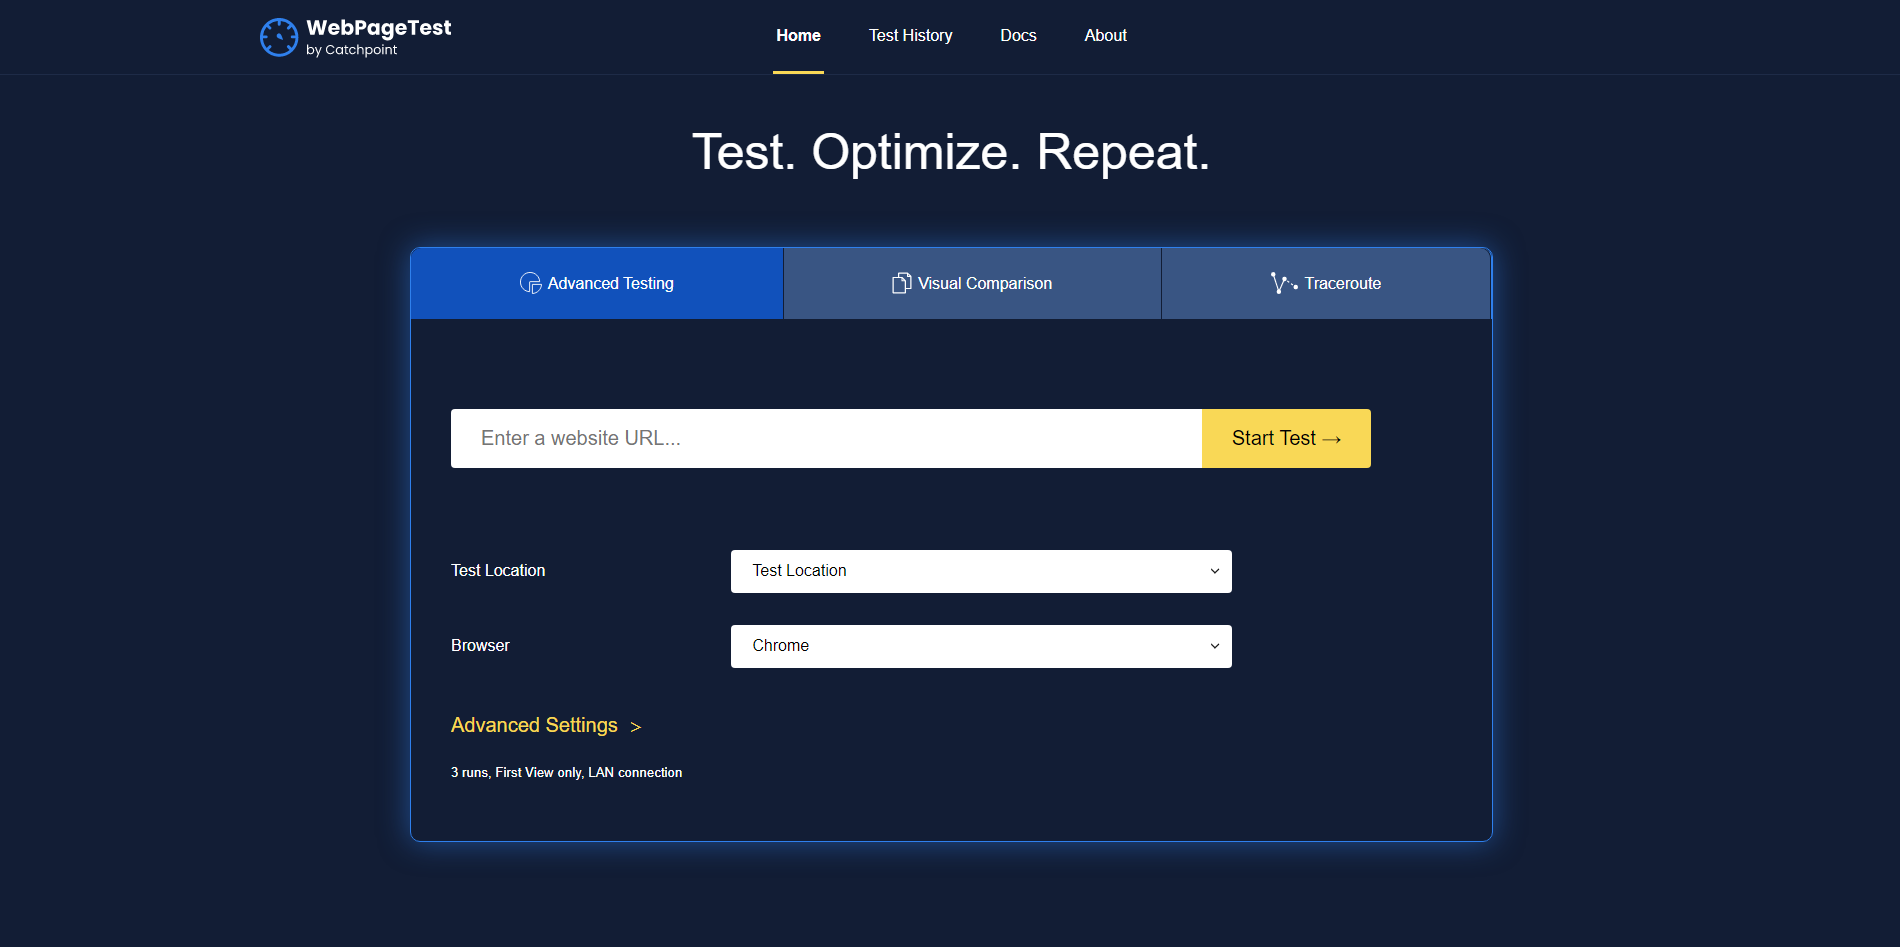 WebPageTest
by Catchpoint
Home
Test History
Docs
About
Test. Optimize. Repeat.
Advanced Testing
Visual Comparison
Traceroute
Enter a website URL...
Start Test →
Test Location
Test Location
Browser
Chrome
Advanced Settings >
3 runs, First View only, LAN connection